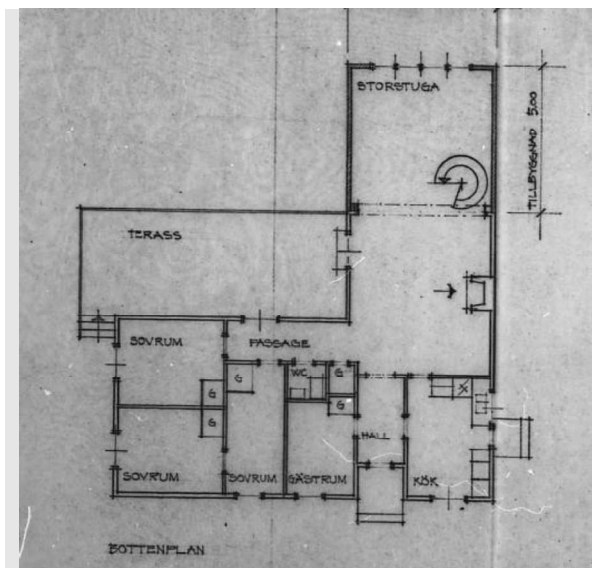 STORSTUGA
TILLBYGGNAD 5.00
TERASS
SOVRUM
PASSAGE
G
WC
G
G
G
G
HALL
SOVRUM
SOVRUM
GÄSTRUM
KÖK
BOTTENPLAN